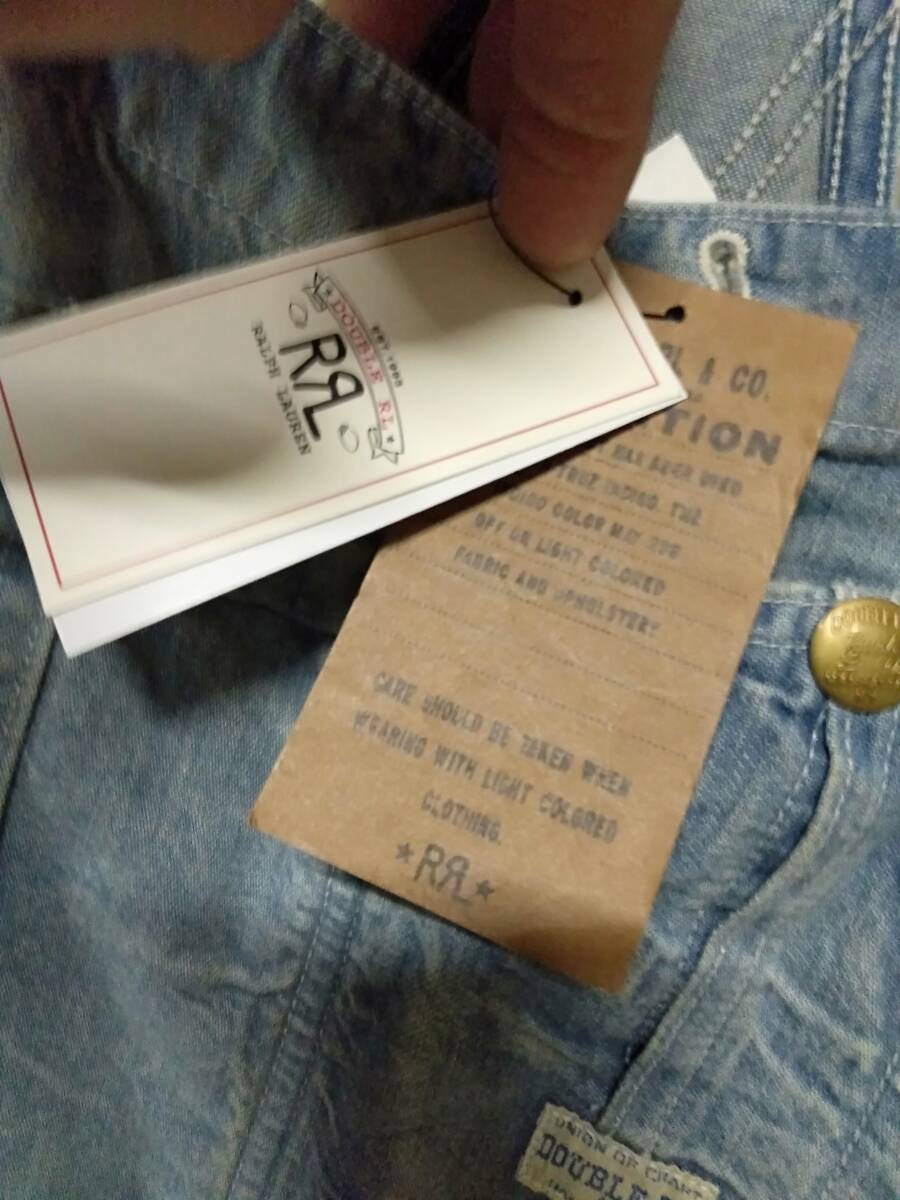 DOUBLE RL
EST 1993
RRL
RALPH LAUREN
RL & CO.
TION
HAS BEEN USED
TRUE INDIGO. THE
COLOR MAY RUB
OFF ON LIGHT COLORED
FABRIC AND UPHOLSTERY
CARE SHOULD BE TAKEN WHEN
WEARING WITH LIGHT COLORED
CLOTHING.
RRL
DOUBLE
UNION OF
DOUBLE